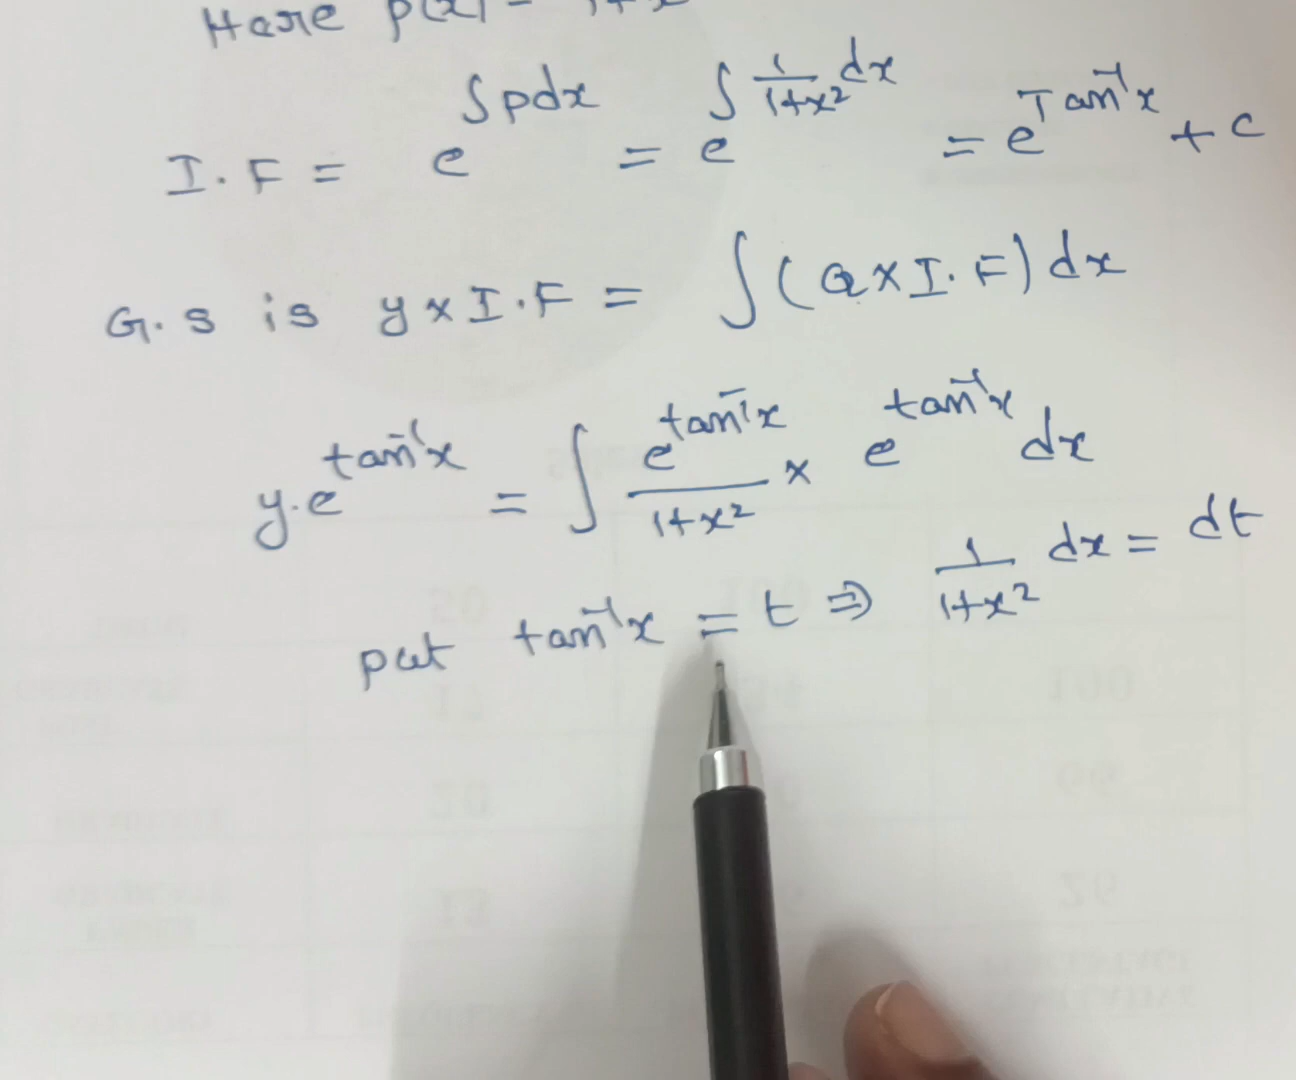 Here p(x) =
I.F = e^∫pdx = e^∫ 1/1+x² dx = e^Tan⁻¹x + c
G.s is y × I.F = ∫(Q×I.F) dx
y.e^tan⁻¹x = ∫ e^tan⁻¹x / 1+x² × e^tan⁻¹x dx
put tan⁻¹x = t ⇒ 1/1+x² dx = dt